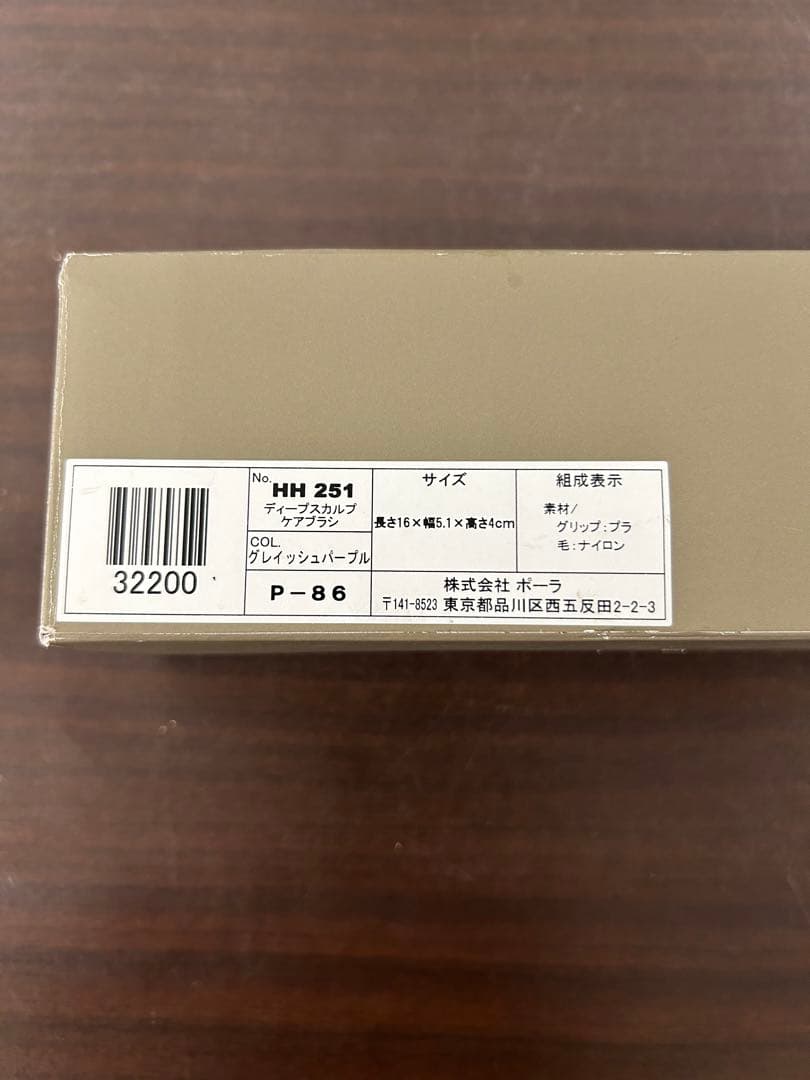 32200
No. HH 251
ディープスカルプ
ケアブラシ
COL.
グレイッシュパープル
P-86
サイズ
長さ16×幅5.1×高さ4cm
組成表示
素材/
グリップ:プラ
毛:ナイロン
株式会社 ポーラ
〒141-8523 東京都品川区西五反田2-2-3